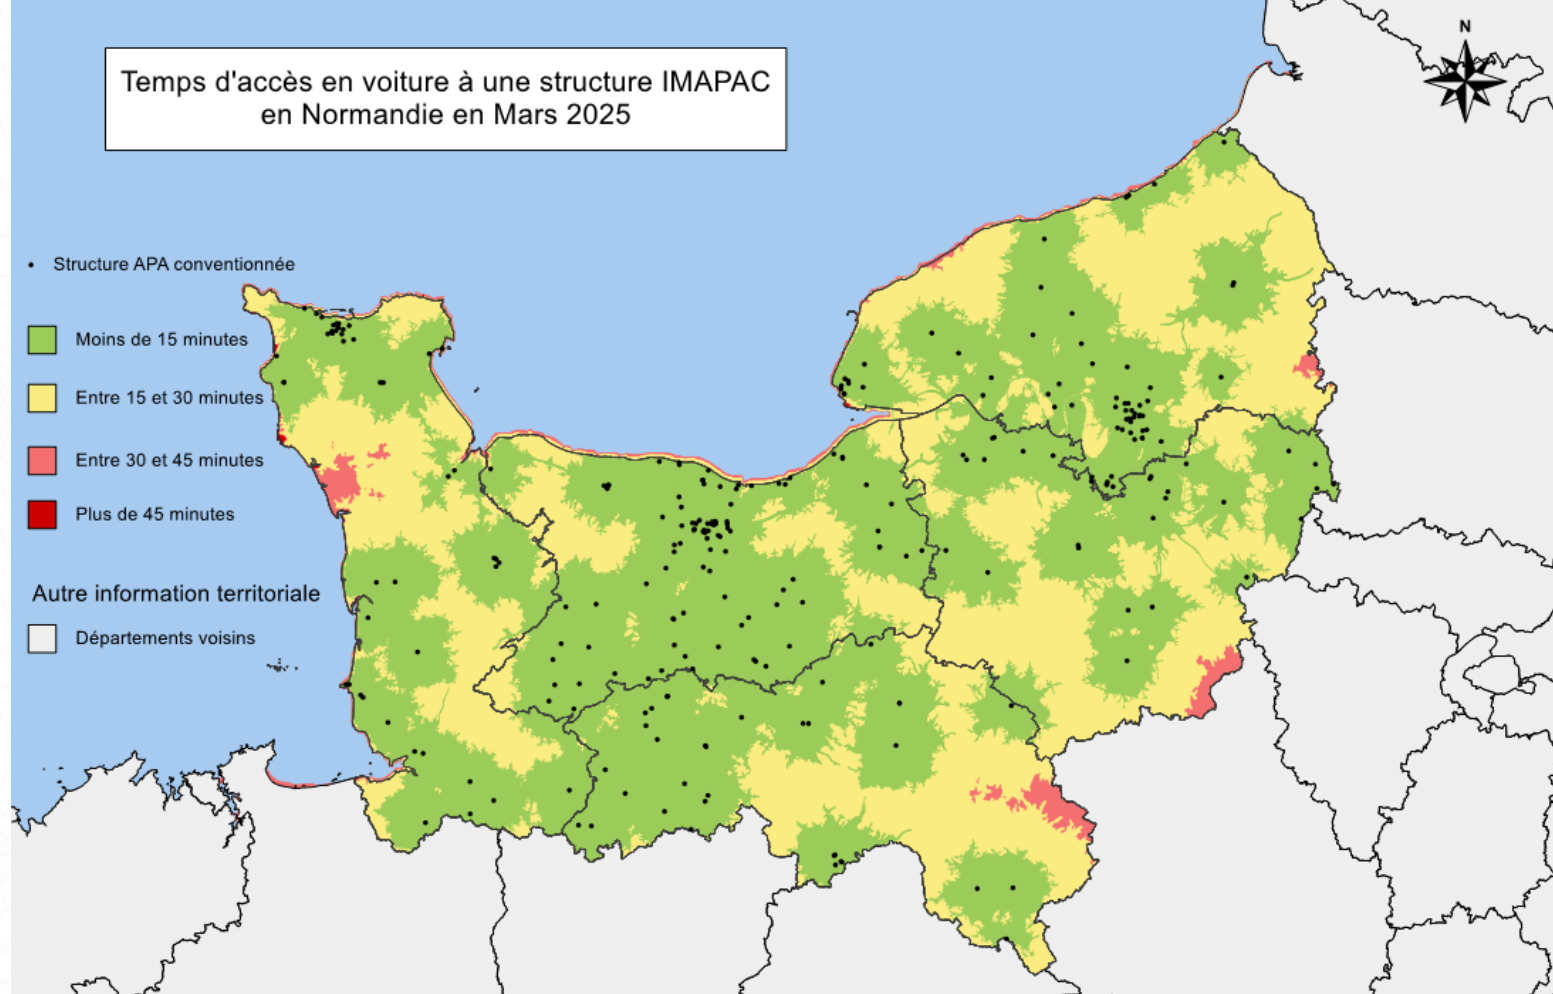 Temps d'accès en voiture à une structure IMAPAC
en Normandie en Mars 2025
N
Structure APA conventionnée
Moins de 15 minutes
Entre 15 et 30 minutes
Entre 30 et 45 minutes
Plus de 45 minutes
Autre information territoriale
Départements voisins